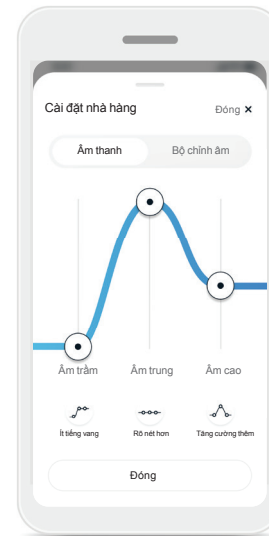 Cài đặt nhà hàng Đóng ×
Âm thanh Bộ chỉnh âm
Âm trầm Âm trung Âm cao
Ít tiếng vang Rõ nét hơn Tăng cường thêm
Đóng